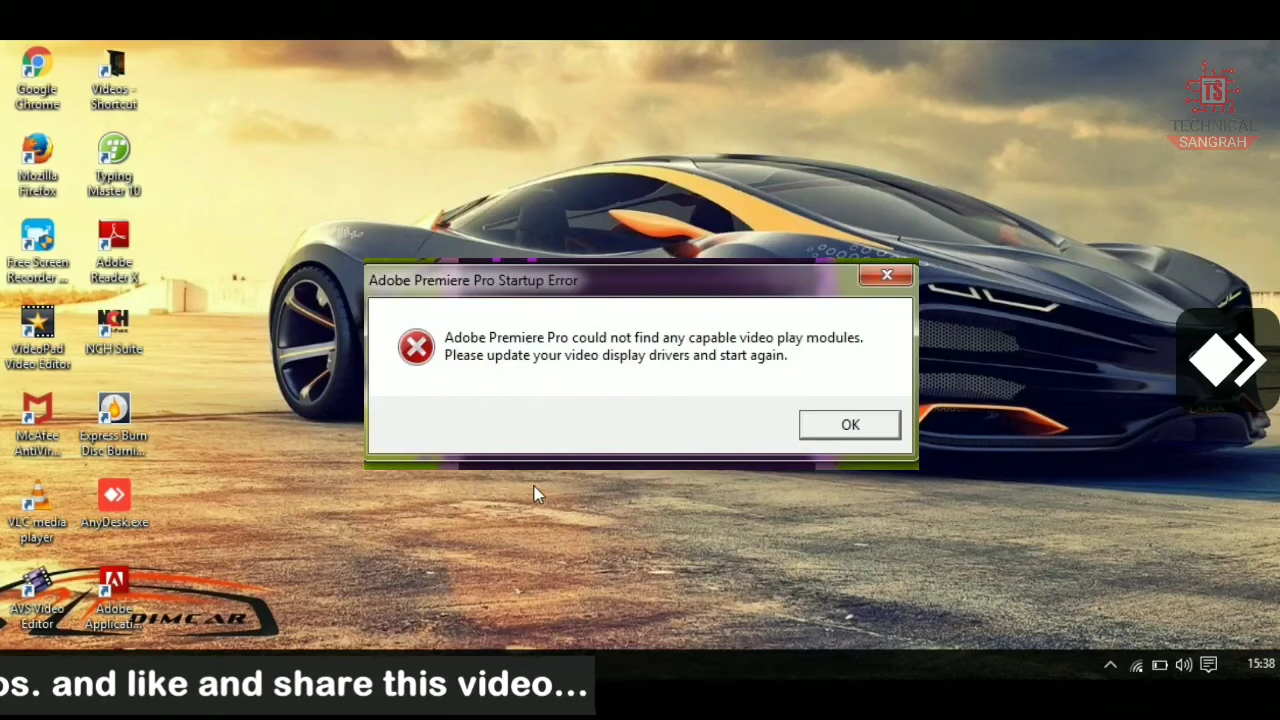 Google
Chrome
Videos -
Shortcut
Mozilla
Firefox
Typing
Master 10
Free Screen
Recorder ...
Adobe
Reader X
VideoPad
Video Editor
NCH
NCH Suite
McAfee
AntiVir...
Express Burn
Disc Burni...
VLC media
player
AnyDesk.exe
AVS Video
Editor
Adobe
Applicati...
DIMCAR
TS
TECHNICAL
SANGRAH
Adobe Premiere Pro Startup Error
Adobe Premiere Pro could not find any capable video play modules.
Please update your video display drivers and start again.
OK
15:38
os. and like and share this video...